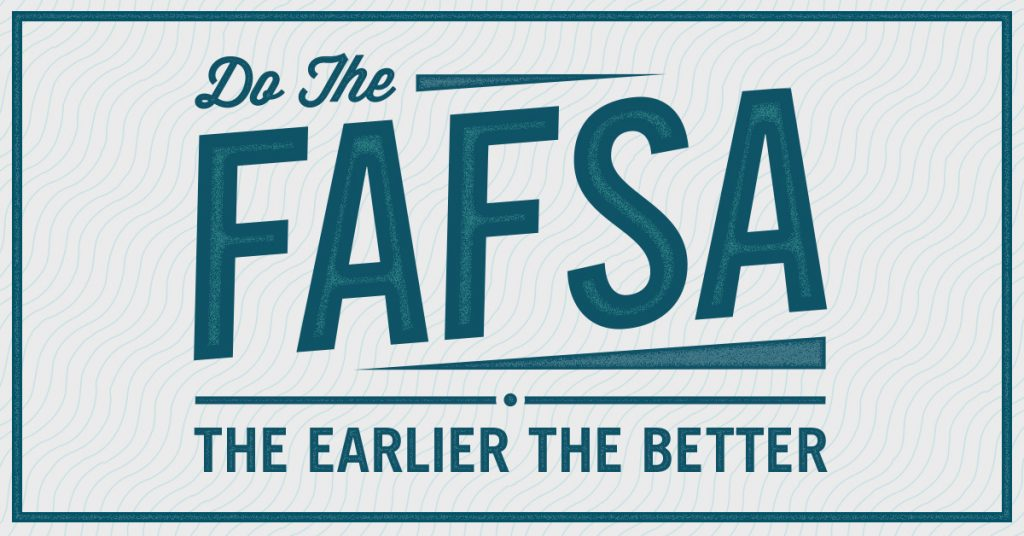 Do The
FAFSA
THE EARLIER THE BETTER